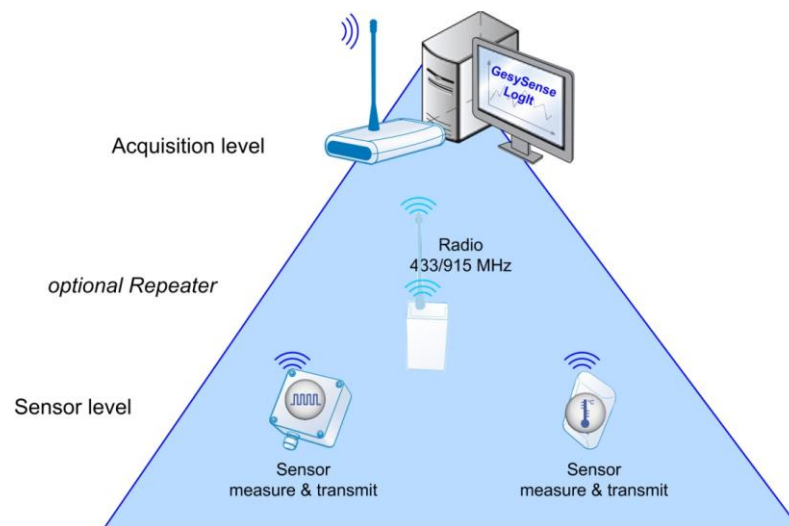 GesySense
LogIt
Acquisition level
Radio
433/915 MHz
optional Repeater
Sensor level
Sensor
measure & transmit
Sensor
measure & transmit